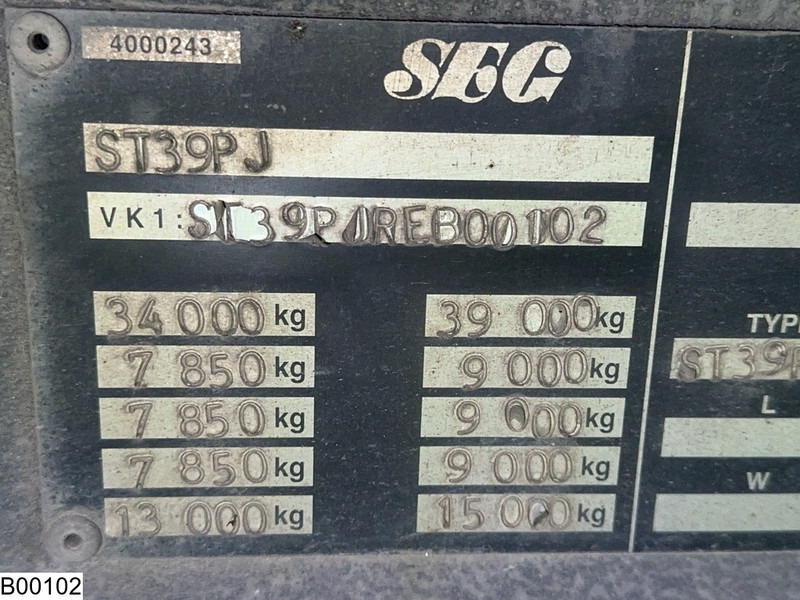 4000243
SEG
ST39PJ
VK1: ST39PJREB00102
34 000 kg 39 000 kg
7 850 kg 9 000 kg
7 850 kg 9 000 kg
7 850 kg 9 000 kg
13 000 kg 15 000 kg
TYP
ST39P
L
W
B00102